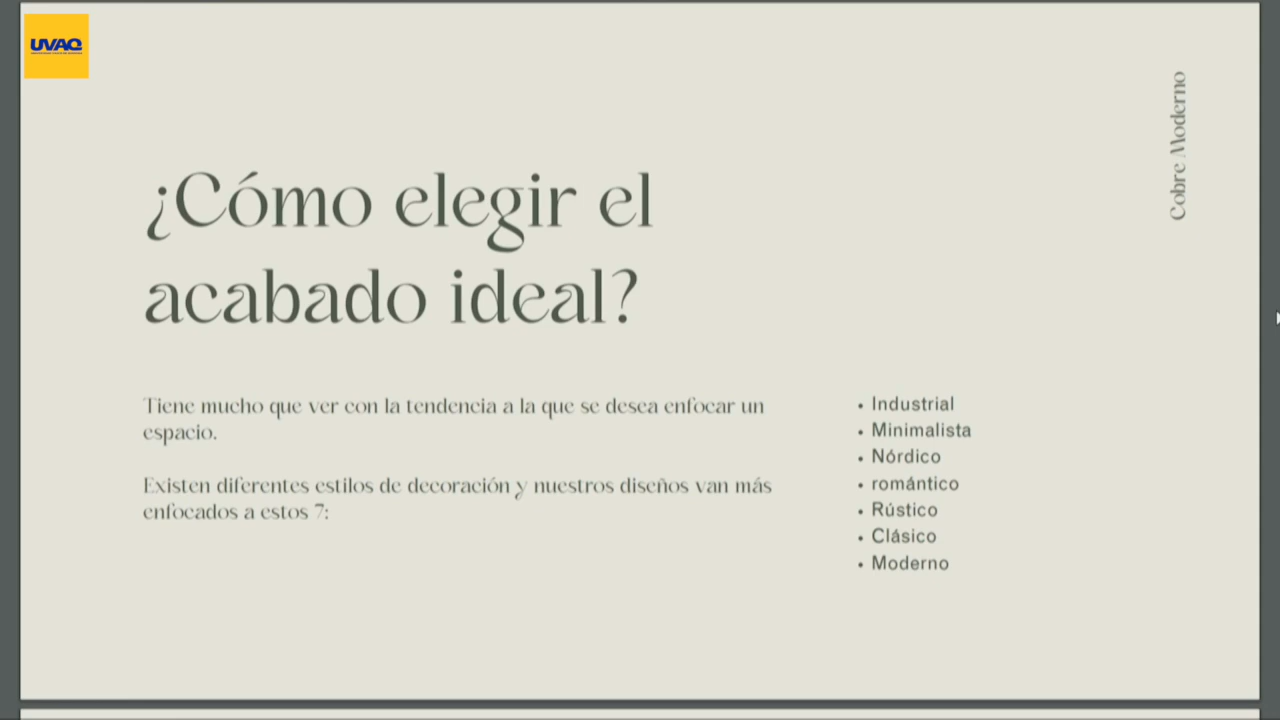 UVAQ
Cobre Moderno
¿Cómo elegir el
acabado ideal?
Tiene mucho que ver con la tendencia a la que se desea enfocar un
espacio.
Existen diferentes estilos de decoración y nuestros diseños van más
enfocados a estos 7:
• Industrial
• Minimalista
• Nórdico
• romántico
• Rústico
• Clásico
• Moderno